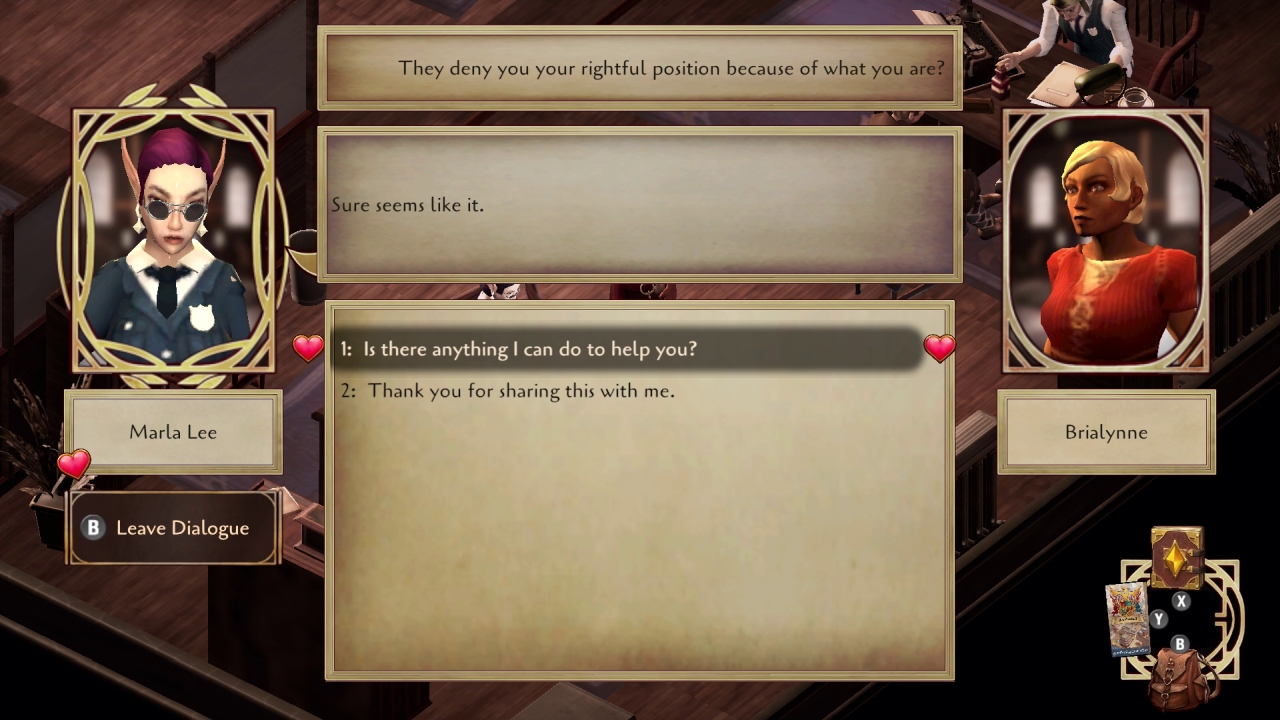 They deny you your rightful position because of what you are?
Sure seems like it.
1: Is there anything I can do to help you?
2: Thank you for sharing this with me.
Marla Lee
Brialynne
B Leave Dialogue
X
Y
B